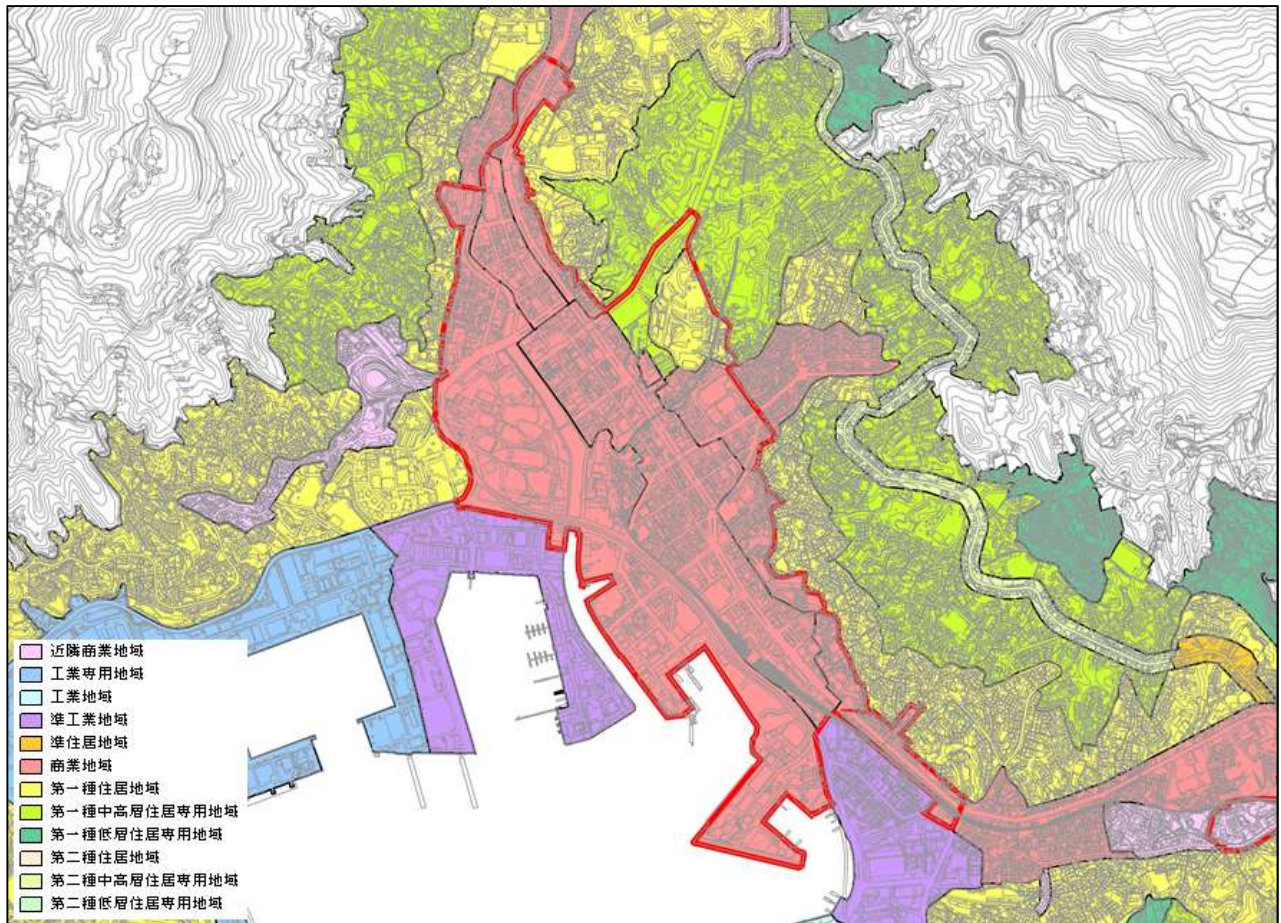 近隣商業地域
工業専用地域
工業地域
準工業地域
準住居地域
商業地域
第一種住居地域
第一種中高層住居専用地域
第一種低層住居専用地域
第二種住居地域
第二種中高層住居専用地域
第二種低層住居専用地域